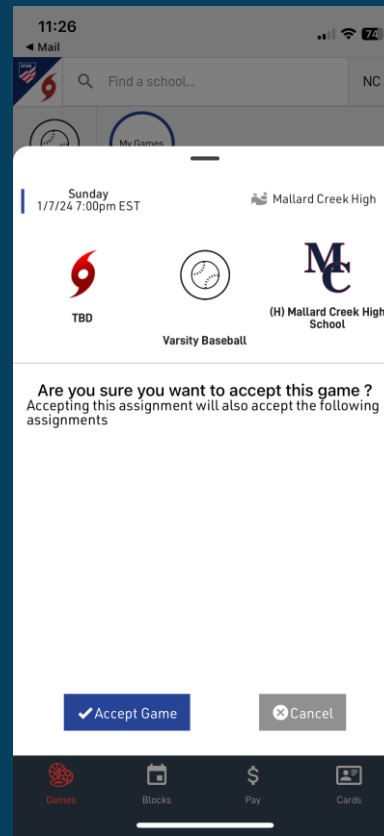 11:26
74
◀ Mail
Find a school...
NC
My Games
Sunday
1/7/24 7:00pm EST
Mallard Creek High
MC
TBD
Varsity Baseball
(H) Mallard Creek High
School
Are you sure you want to accept this game ?
Accepting this assignment will also accept the following
assignments
Accept Game
Cancel
Games
Blocks
Pay
Cards